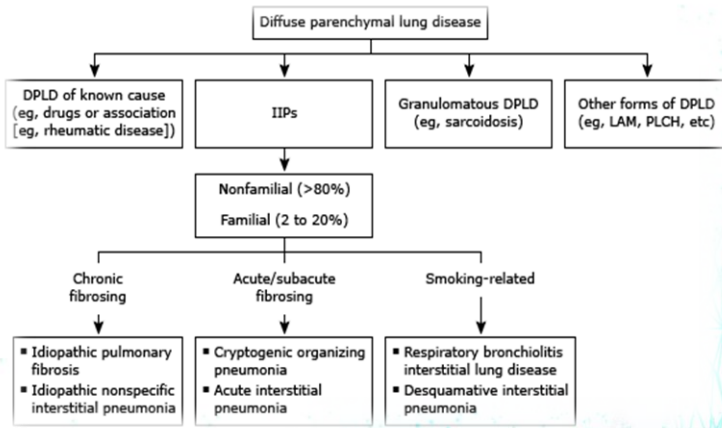 Diffuse parenchymal lung disease
DPLD of known cause
(eg, drugs or association
[eg, rheumatic disease])
IIPs
Granulomatous DPLD
(eg, sarcoidosis)
Other forms of DPLD
(eg, LAM, PLCH, etc)
Nonfamilial (>80%)
Familial (2 to 20%)
Chronic
fibrosing
Acute/subacute
fibrosing
Smoking-related
▪ Idiopathic pulmonary
fibrosis
▪ Idiopathic nonspecific
interstitial pneumonia
▪ Cryptogenic organizing
pneumonia
▪ Acute interstitial
pneumonia
▪ Respiratory bronchiolitis
interstitial lung disease
▪ Desquamative interstitial
pneumonia